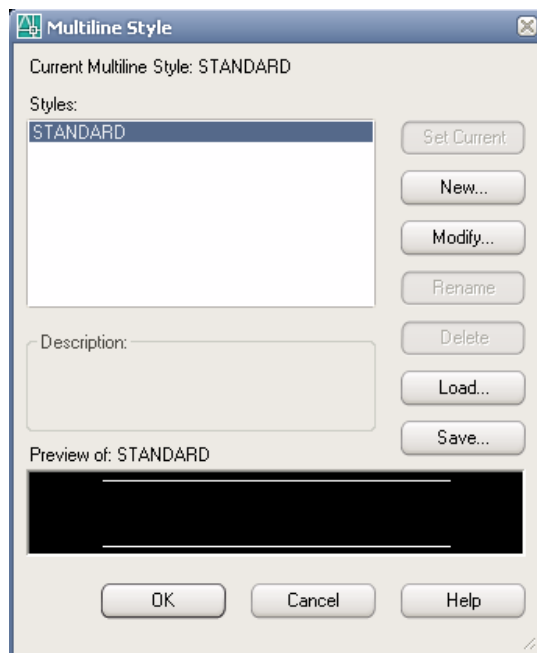 Multiline Style
Current Multiline Style: STANDARD
Styles:
STANDARD
Set Current
New...
Modify...
Rename
Delete
Load...
Save...
Description:
Preview of: STANDARD
OK
Cancel
Help